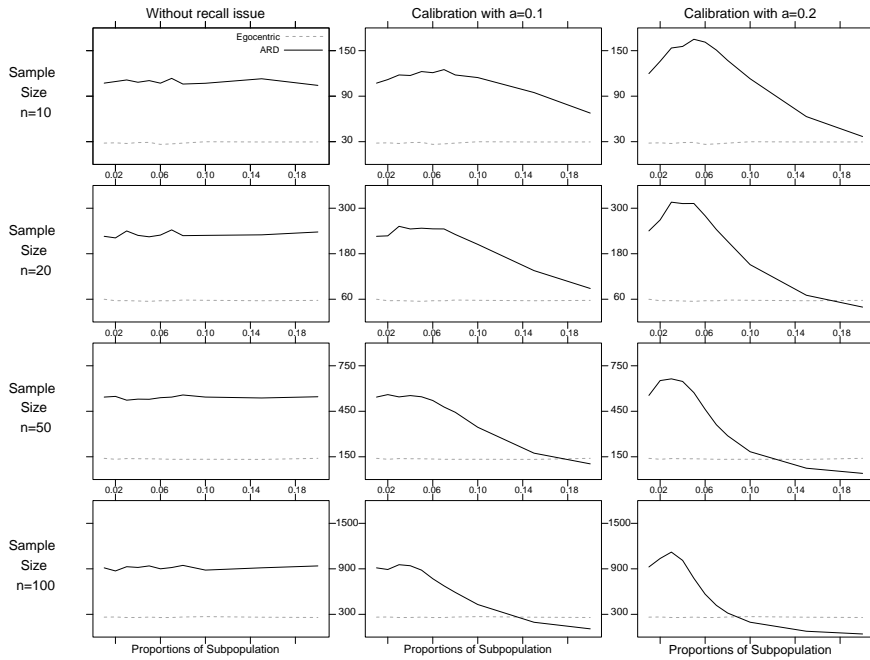 Without recall issue Calibration with a=0.1 Calibration with a=0.2
Egocentric
ARD
Sample
Size
n=10
150 150
90 90
30 30
0.02 0.06 0.10 0.14 0.18 0.02 0.06 0.10 0.14 0.18 0.02 0.06 0.10 0.14 0.18
Sample
Size
n=20
300 300
180 180
60 60
0.02 0.06 0.10 0.14 0.18 0.02 0.06 0.10 0.14 0.18 0.02 0.06 0.10 0.14 0.18
Sample
Size
n=50
750 750
450 450
150 150
0.02 0.06 0.10 0.14 0.18 0.02 0.06 0.10 0.14 0.18 0.02 0.06 0.10 0.14 0.18
Sample
Size
n=100
1500 1500
900 900
300 300
Proportions of Subpopulation Proportions of Subpopulation Proportions of Subpopulation